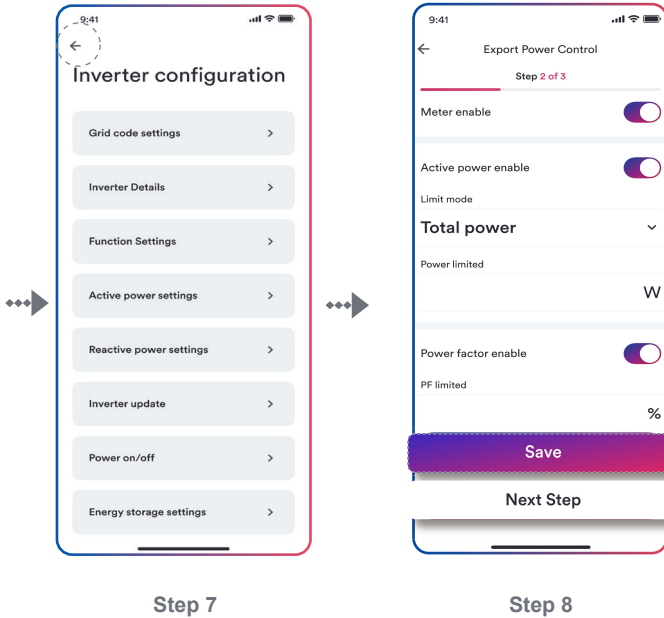 9:41
Inverter configuration
Grid code settings
Inverter Details
Function Settings
Active power settings
Reactive power settings
Inverter update
Power on/off
Energy storage settings
Step 7
9:41
Export Power Control
Step 2 of 3
Meter enable
Active power enable
Limit mode
Total power
Power limited
W
Power factor enable
PF limited
%
Save
Next Step
Step 8